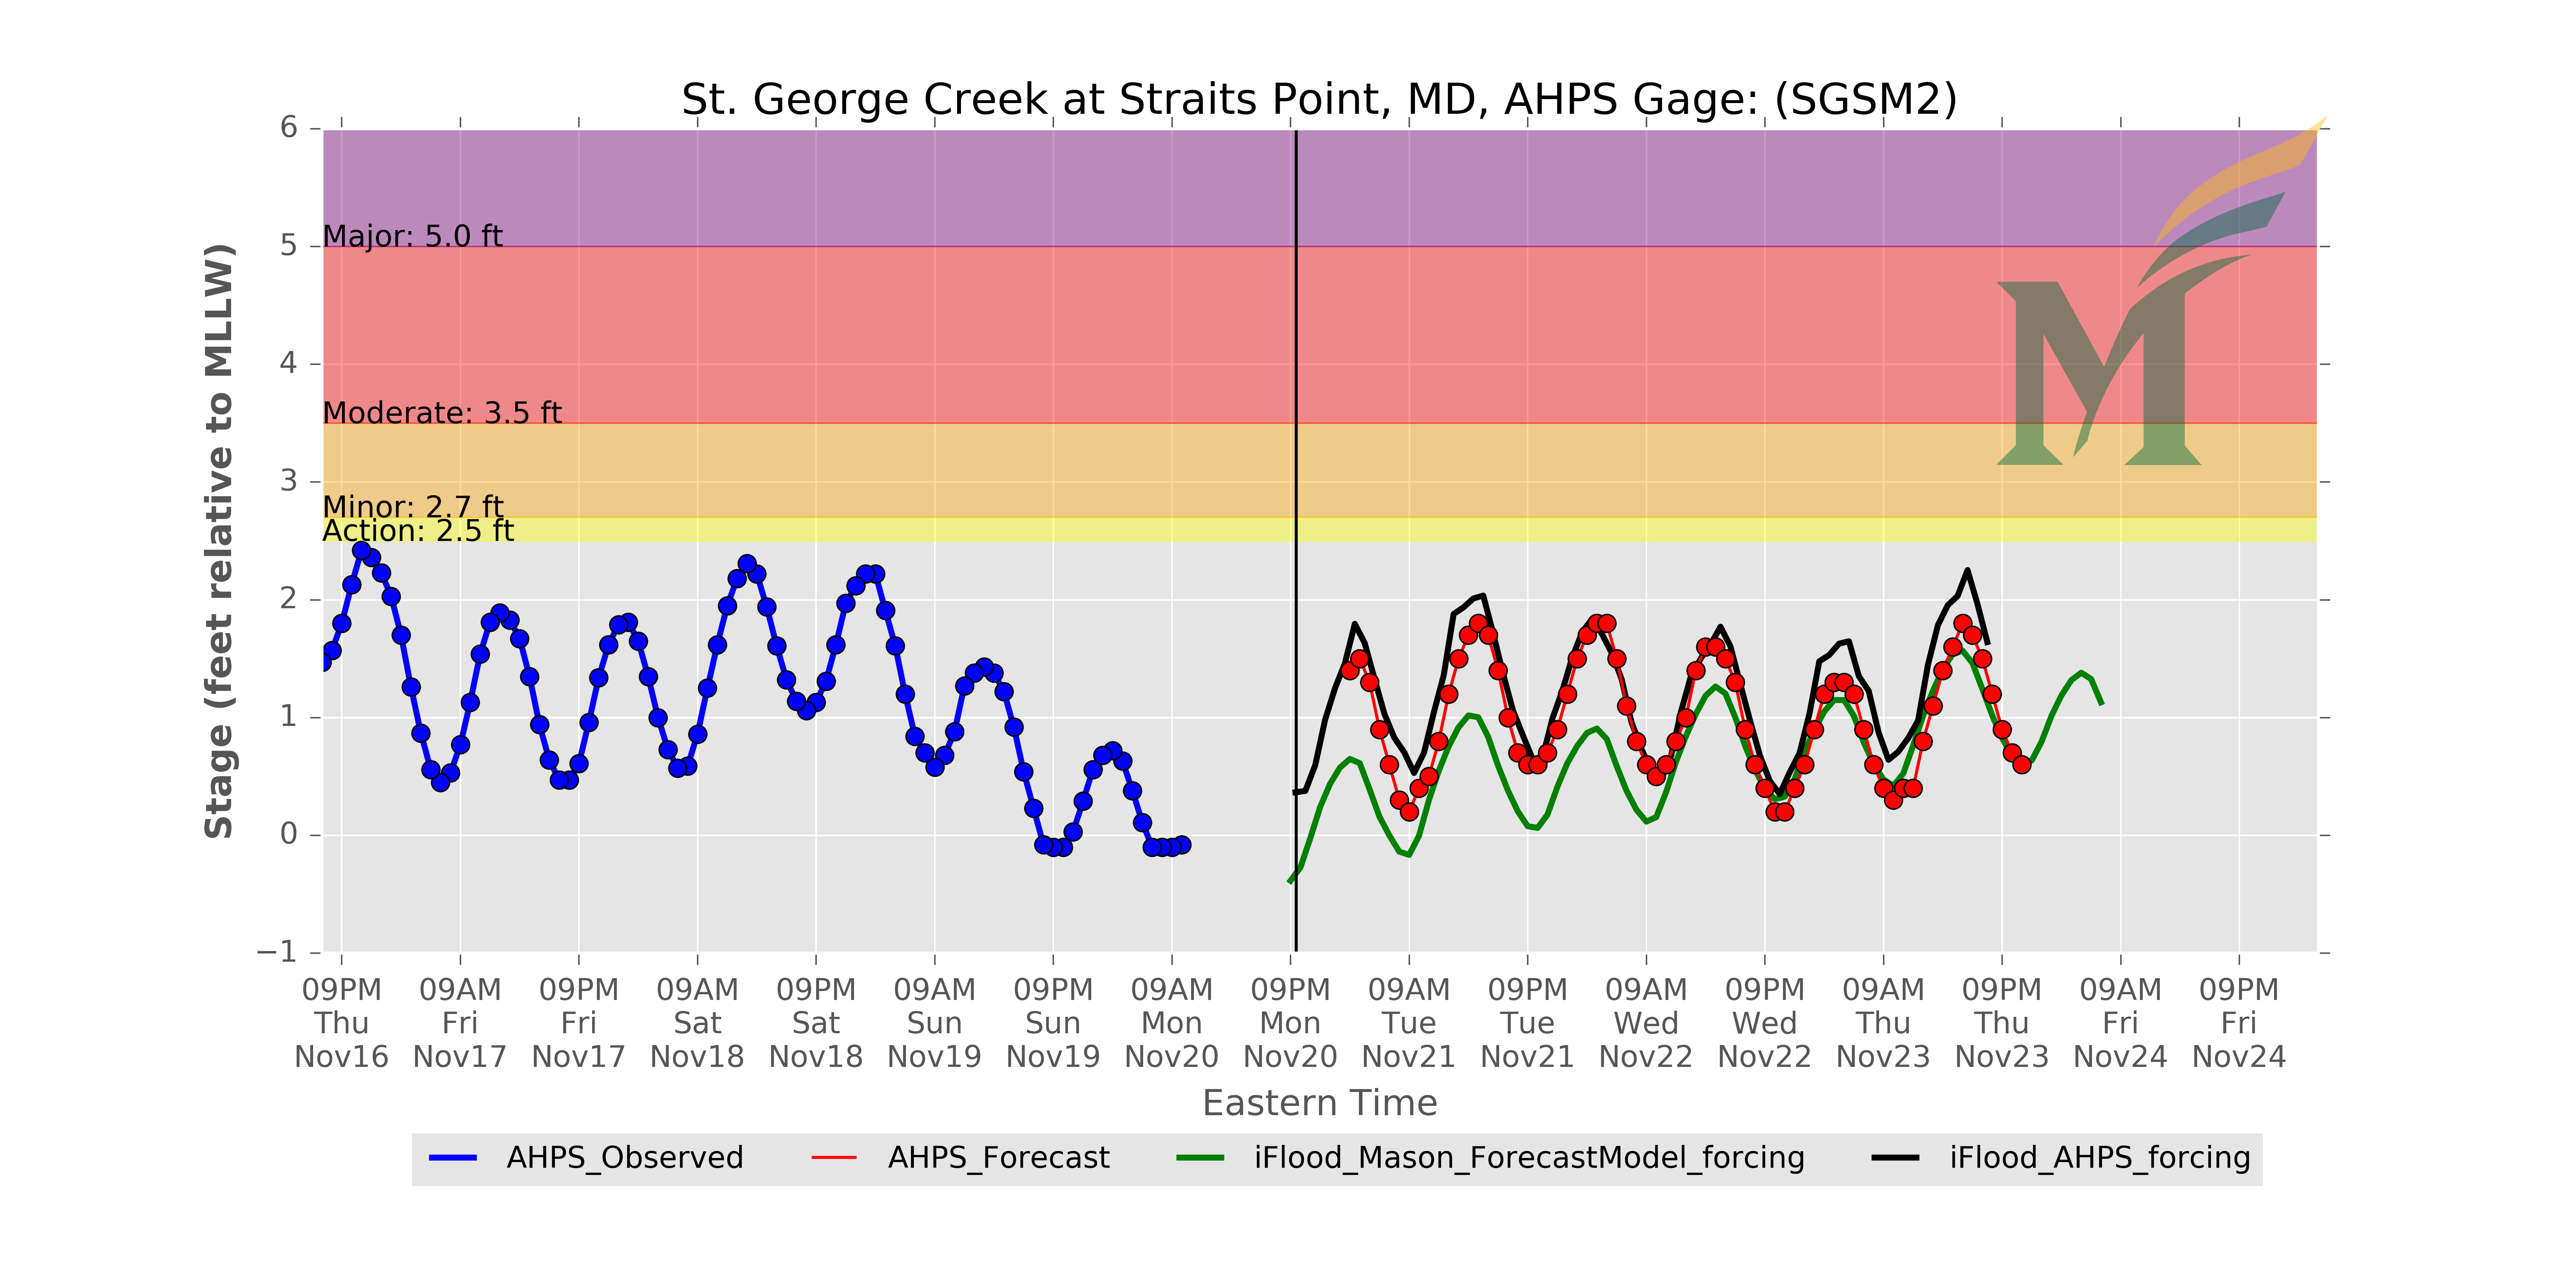 St. George Creek at Straits Point, MD, AHPS Gage: (SGSM2)
Stage (feet relative to MLLW)
6
5
4
3
2
1
0
−1
Major: 5.0 ft
Moderate: 3.5 ft
Minor: 2.7 ft
Action: 2.5 ft
M
09PM 09AM 09PM 09AM 09PM 09AM 09PM 09AM 09PM 09AM 09PM 09AM 09PM 09AM 09PM 09AM 09PM
Thu Fri Fri Sat Sat Sun Sun Mon Mon Tue Tue Wed Wed Thu Thu Fri Fri
Nov16 Nov17 Nov17 Nov18 Nov18 Nov19 Nov19 Nov20 Nov20 Nov21 Nov21 Nov22 Nov22 Nov23 Nov23 Nov24 Nov24
Eastern Time
AHPS_Observed AHPS_Forecast iFlood_Mason_ForecastModel_forcing iFlood_AHPS_forcing